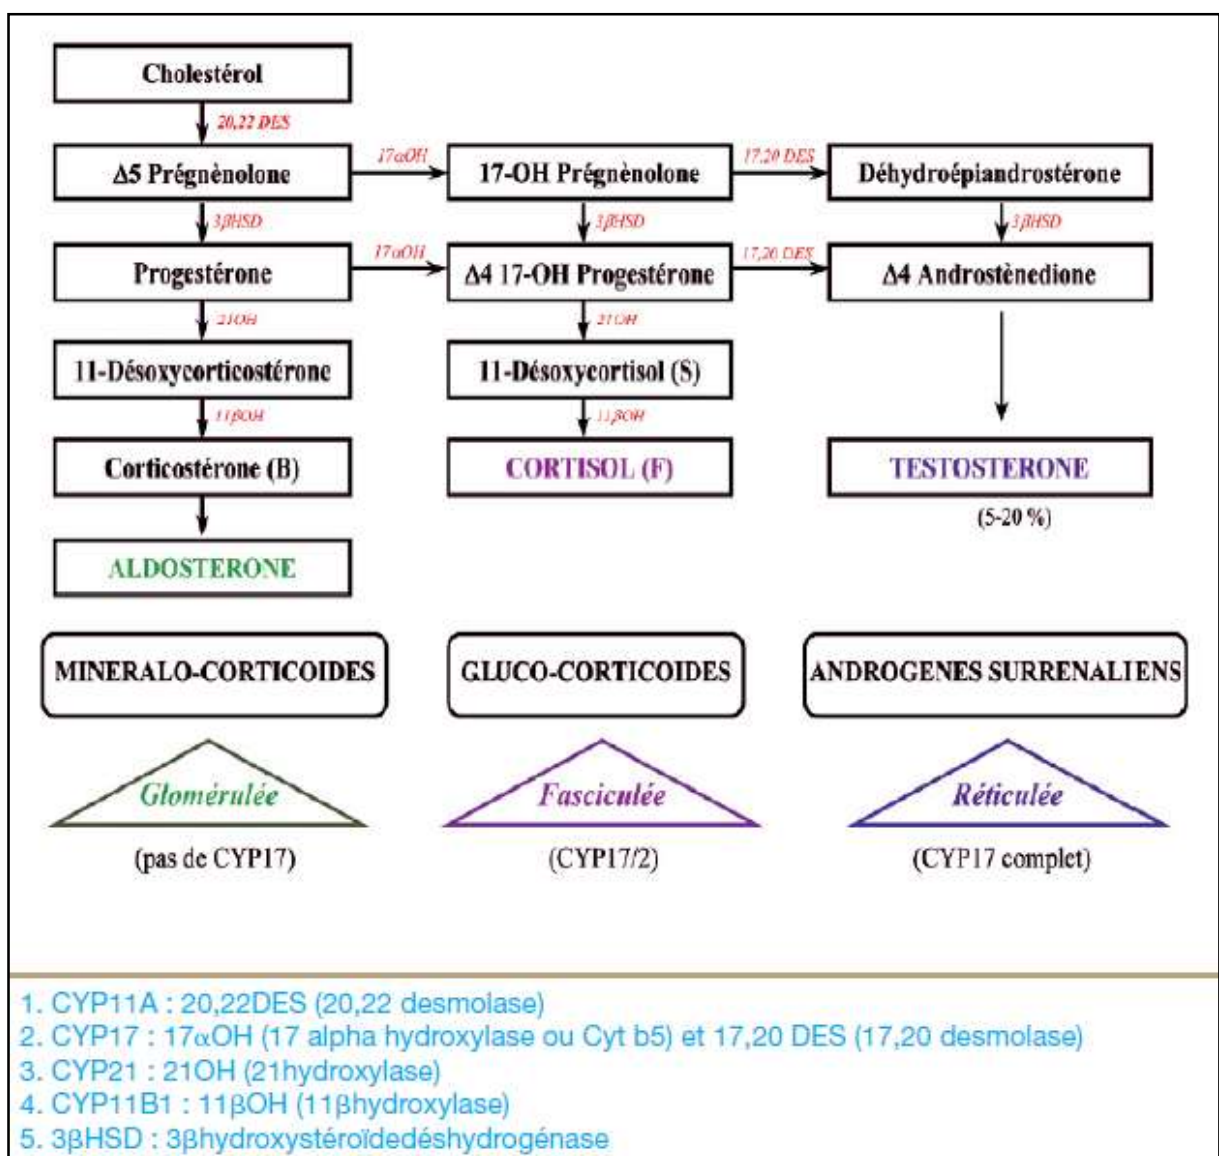 Cholestérol
20,22 DES
Δ5 Prégnènolone
17αOH
17-OH Prégnènolone
17,20 DES
Déhydroépiandrostérone
3βHSD
3βHSD
3βHSD
Progestérone
17αOH
Δ4 17-OH Progestérone
17,20 DES
Δ4 Androstènedione
21OH
21OH
11-Désoxycorticostérone
11-Désoxycortisol (S)
11βOH
11βOH
Corticostérone (B)
CORTISOL (F)
TESTOSTERONE
(5-20 %)
ALDOSTERONE
MINERALO-CORTICOIDES
GLUCO-CORTICOIDES
ANDROGENES SURRENALIENS
Glomérulée
Fasciculée
Réticulée
(pas de CYP17)
(CYP17/2)
(CYP17 complet)
1. CYP11A : 20,22DES (20,22 desmolase)
2. CYP17 : 17αOH (17 alpha hydroxylase ou Cyt b5) et 17,20 DES (17,20 desmolase)
3. CYP21 : 21OH (21hydroxylase)
4. CYP11B1 : 11βOH (11βhydroxylase)
5. 3βHSD : 3βhydroxystéroïdedéshydrogénase